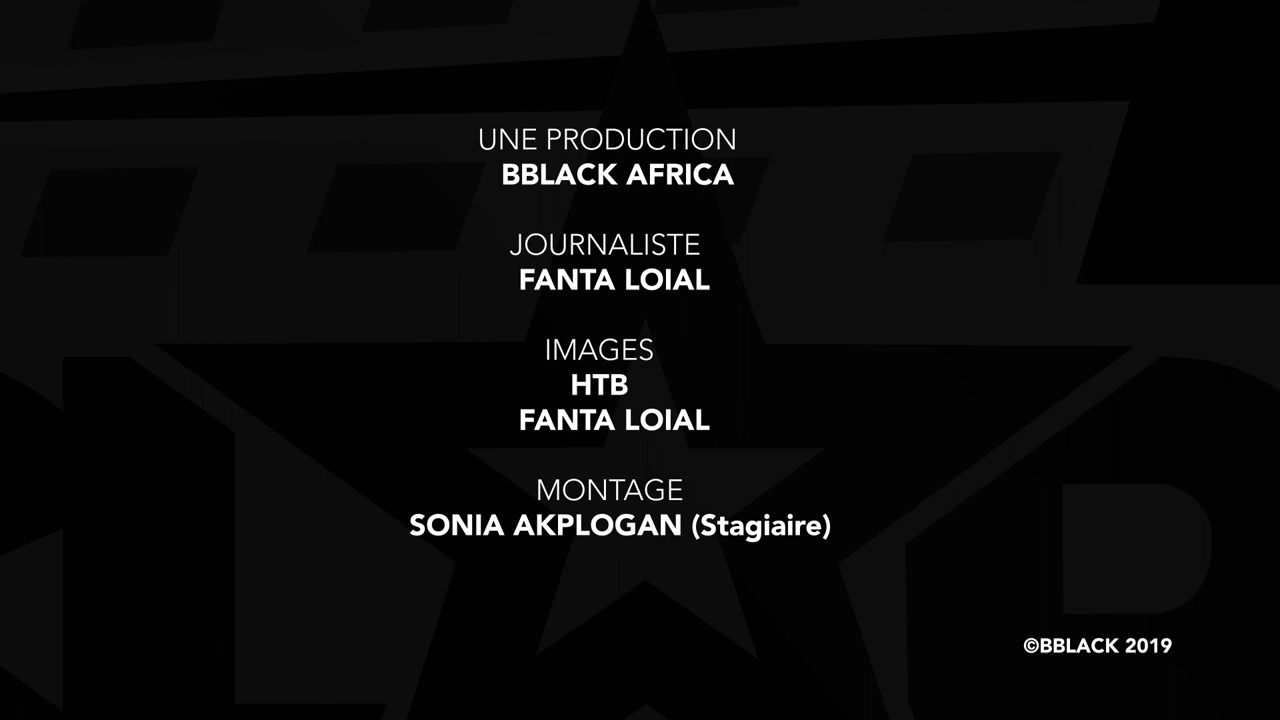 UNE PRODUCTION
BBLACK AFRICA
JOURNALISTE
FANTA LOIAL
IMAGES
HTB
FANTA LOIAL
MONTAGE
SONIA AKPLOGAN (Stagiaire)
©BBLACK 2019